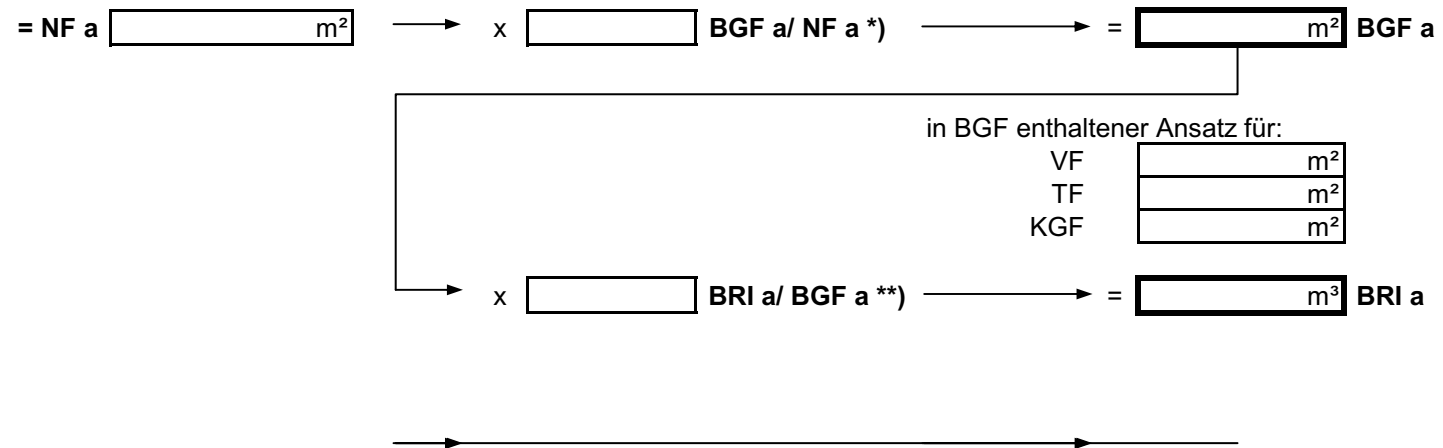 = NF a m² x BGF a/ NF a *) = m² BGF a
in BGF enthaltener Ansatz für:
VF m²
TF m²
KGF m²
x BRI a/ BGF a **) = m³ BRI a